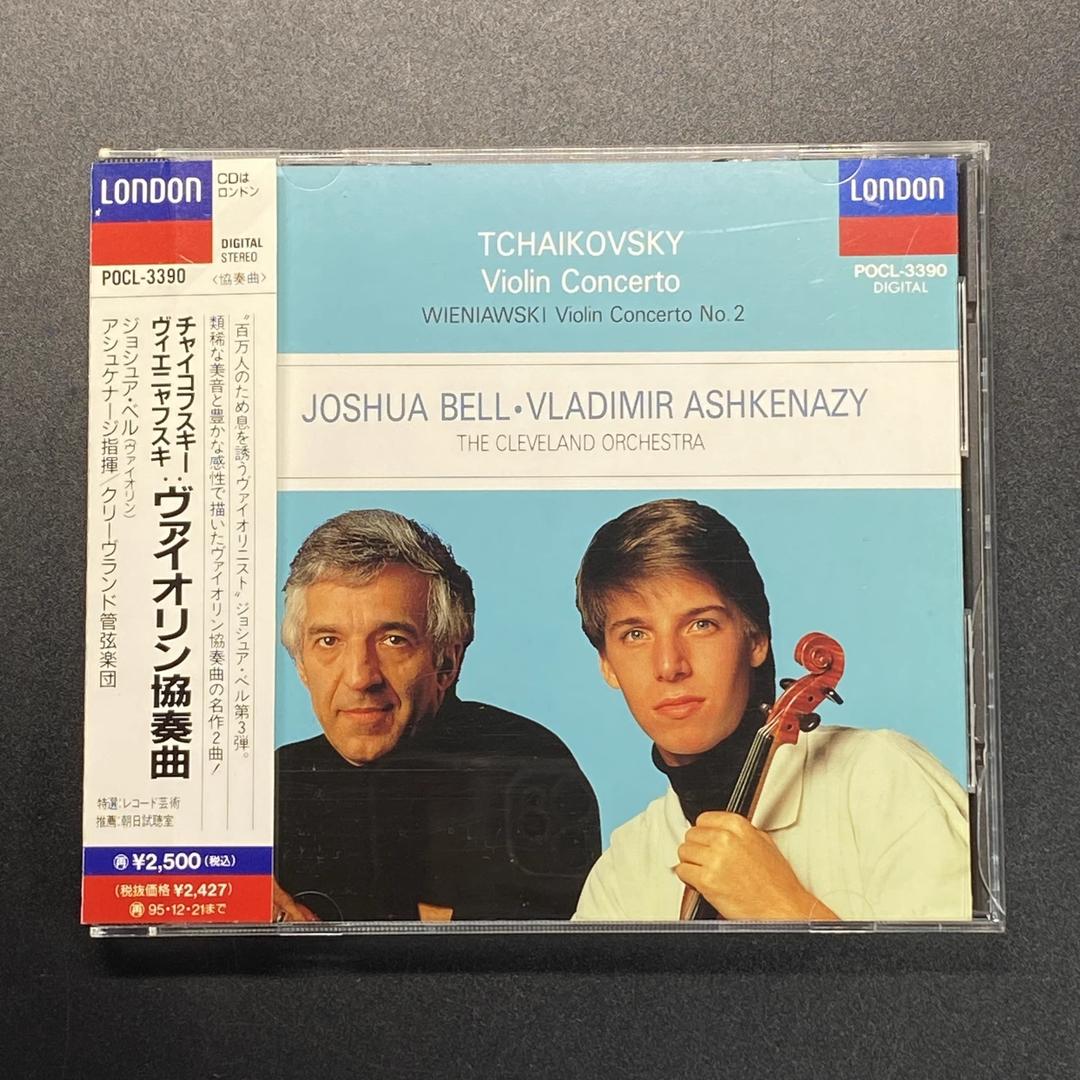 LONDON
CDは
ロンドン
DIGITAL
STEREO
POCL-3390
〈協奏曲〉
"百万人のため息を誘うヴァイオリニスト"ジョシュア・ベル第3弾。
類稀な美音と豊かな感性で描いたヴァイオリン協奏曲の名作2曲!
チャイコフスキー:ヴァイオリン協奏曲
ヴィエニャフスキ
ジョシュア・ベル(ヴァイオリン)
アシュケナージ指揮/クリーヴランド管弦楽団
特選:レコード芸術
推薦:朝日試聴室
再 ¥2,500(税込)
(税抜価格 ¥2,427)
再 95・12・21まで
TCHAIKOVSKY
Violin Concerto
WIENIAWSKI Violin Concerto No. 2
LONDON
POCL-3390
DIGITAL
JOSHUA BELL・VLADIMIR ASHKENAZY
THE CLEVELAND ORCHESTRA